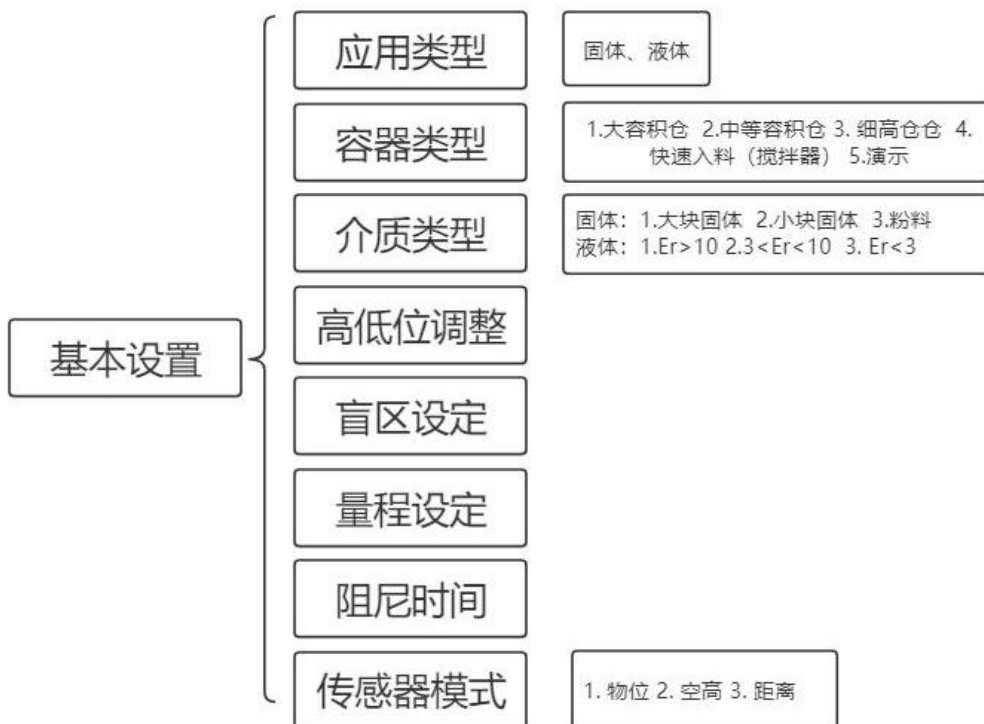 应用类型
固体、液体
容器类型
1.大容积仓 2.中等容积仓 3. 细高仓仓 4.
快速入料（搅拌器） 5.演示
介质类型
固体：1.大块固体 2.小块固体 3.粉料
液体：1.Er>10 2.3<Er<10 3. Er<3
高低位调整
基本设置
盲区设定
量程设定
阻尼时间
传感器模式
1. 物位 2. 空高 3. 距离